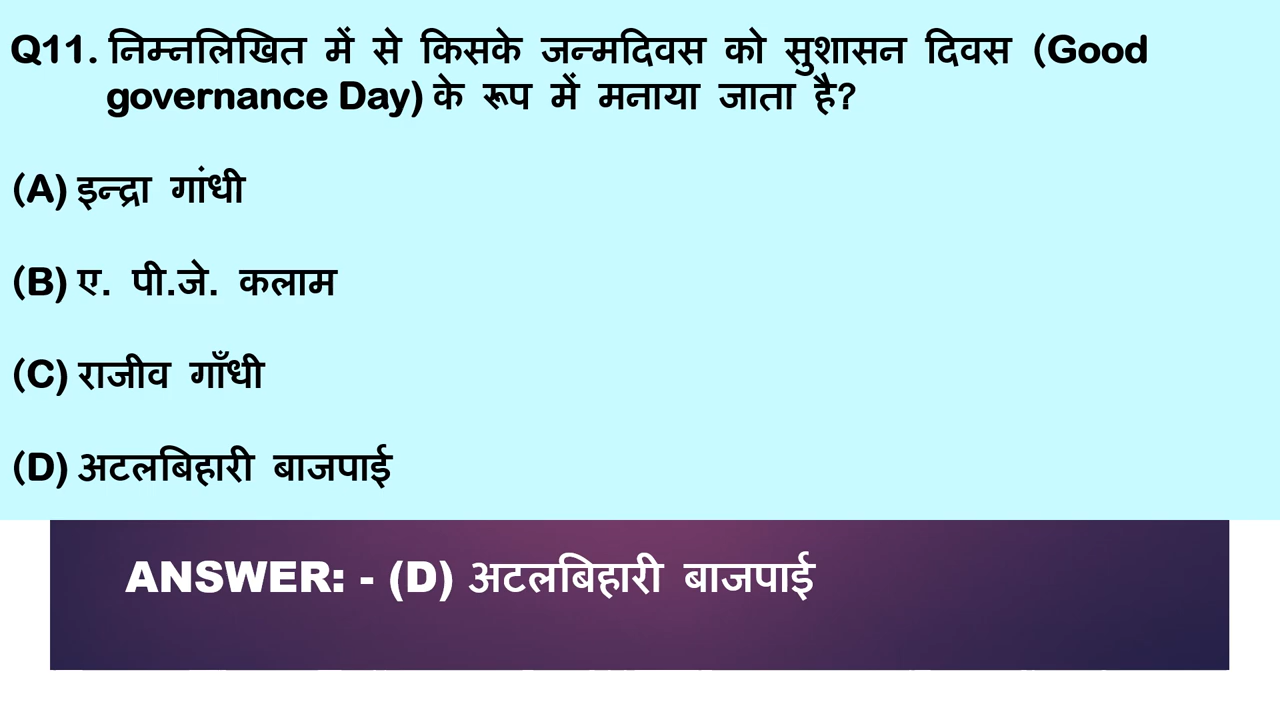 Q11. निम्नलिखित में से किसके जन्मदिवस को सुशासन दिवस (Good
governance Day) के रूप में मनाया जाता है?
(A) इन्द्रा गांधी
(B) ए. पी.जे. कलाम
(C) राजीव गाँधी
(D) अटलबिहारी बाजपाई
ANSWER: - (D) अटलबिहारी बाजपाई